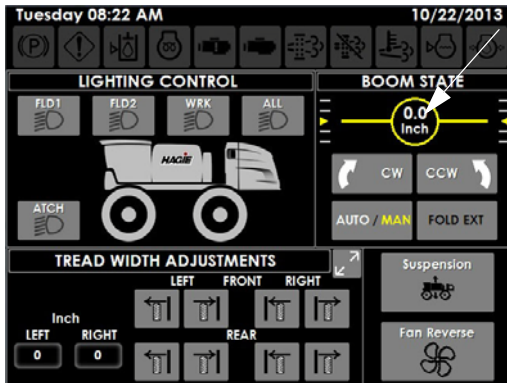 Tuesday 08:22 AM 10/22/2013
(P)
LIGHTING CONTROL
FLD1 FLD2 WRK ALL
HAGIE
ATCH
BOOM STATE
0.0
Inch
CW CCW
AUTO / MAN FOLD EXT
TREAD WIDTH ADJUSTMENTS
LEFT FRONT RIGHT
Inch
LEFT RIGHT
0 0
REAR
Suspension
Fan Reverse